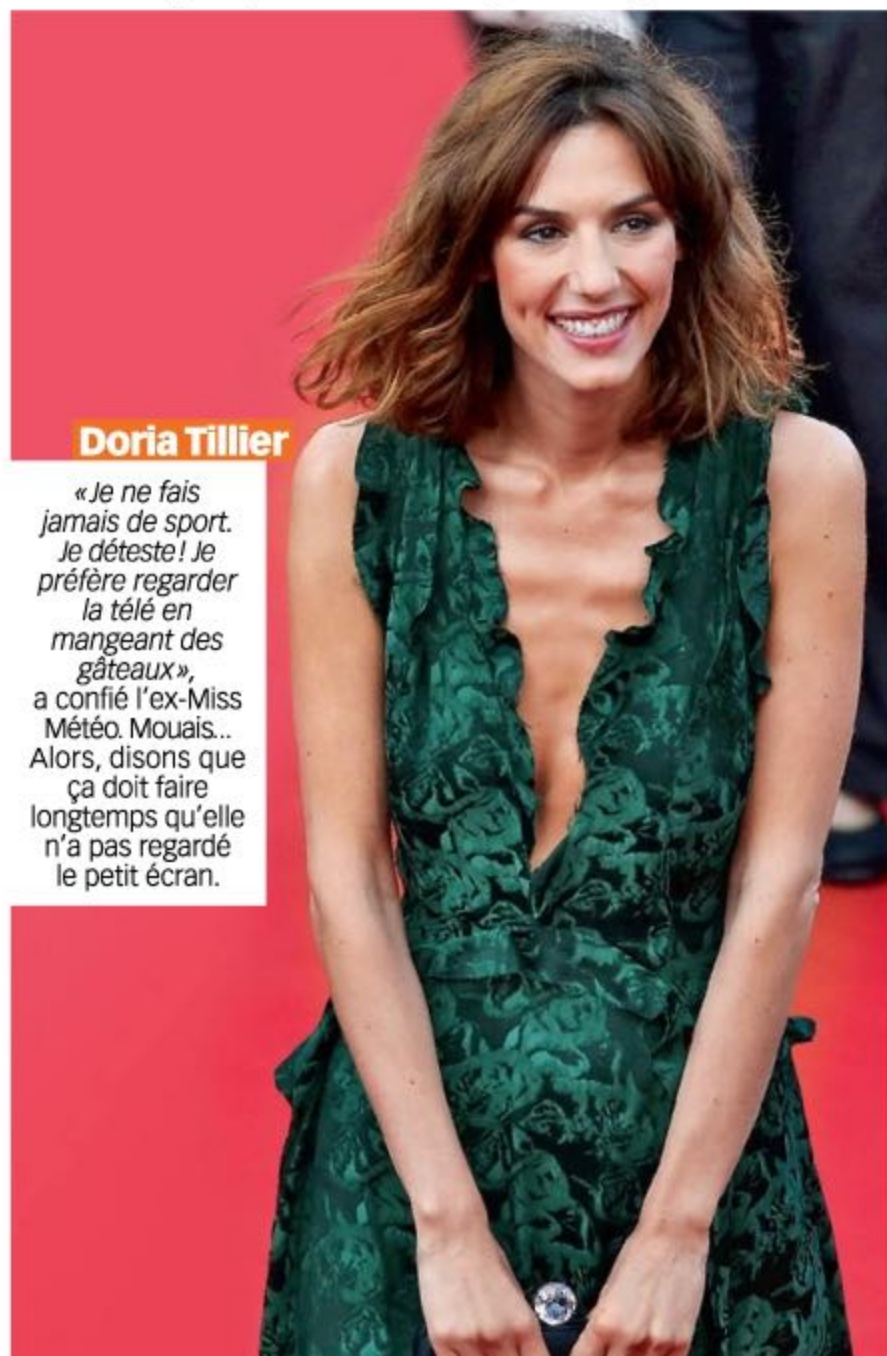 Doria Tillier
«Je ne fais
jamais de sport.
Je déteste! Je
préfère regarder
la télé en
mangeant des
gâteaux»,
a confié l'ex-Miss
Météo. Mouais...
Alors, disons que
ça doit faire
longtemps qu'elle
n'a pas regardé
le petit écran.